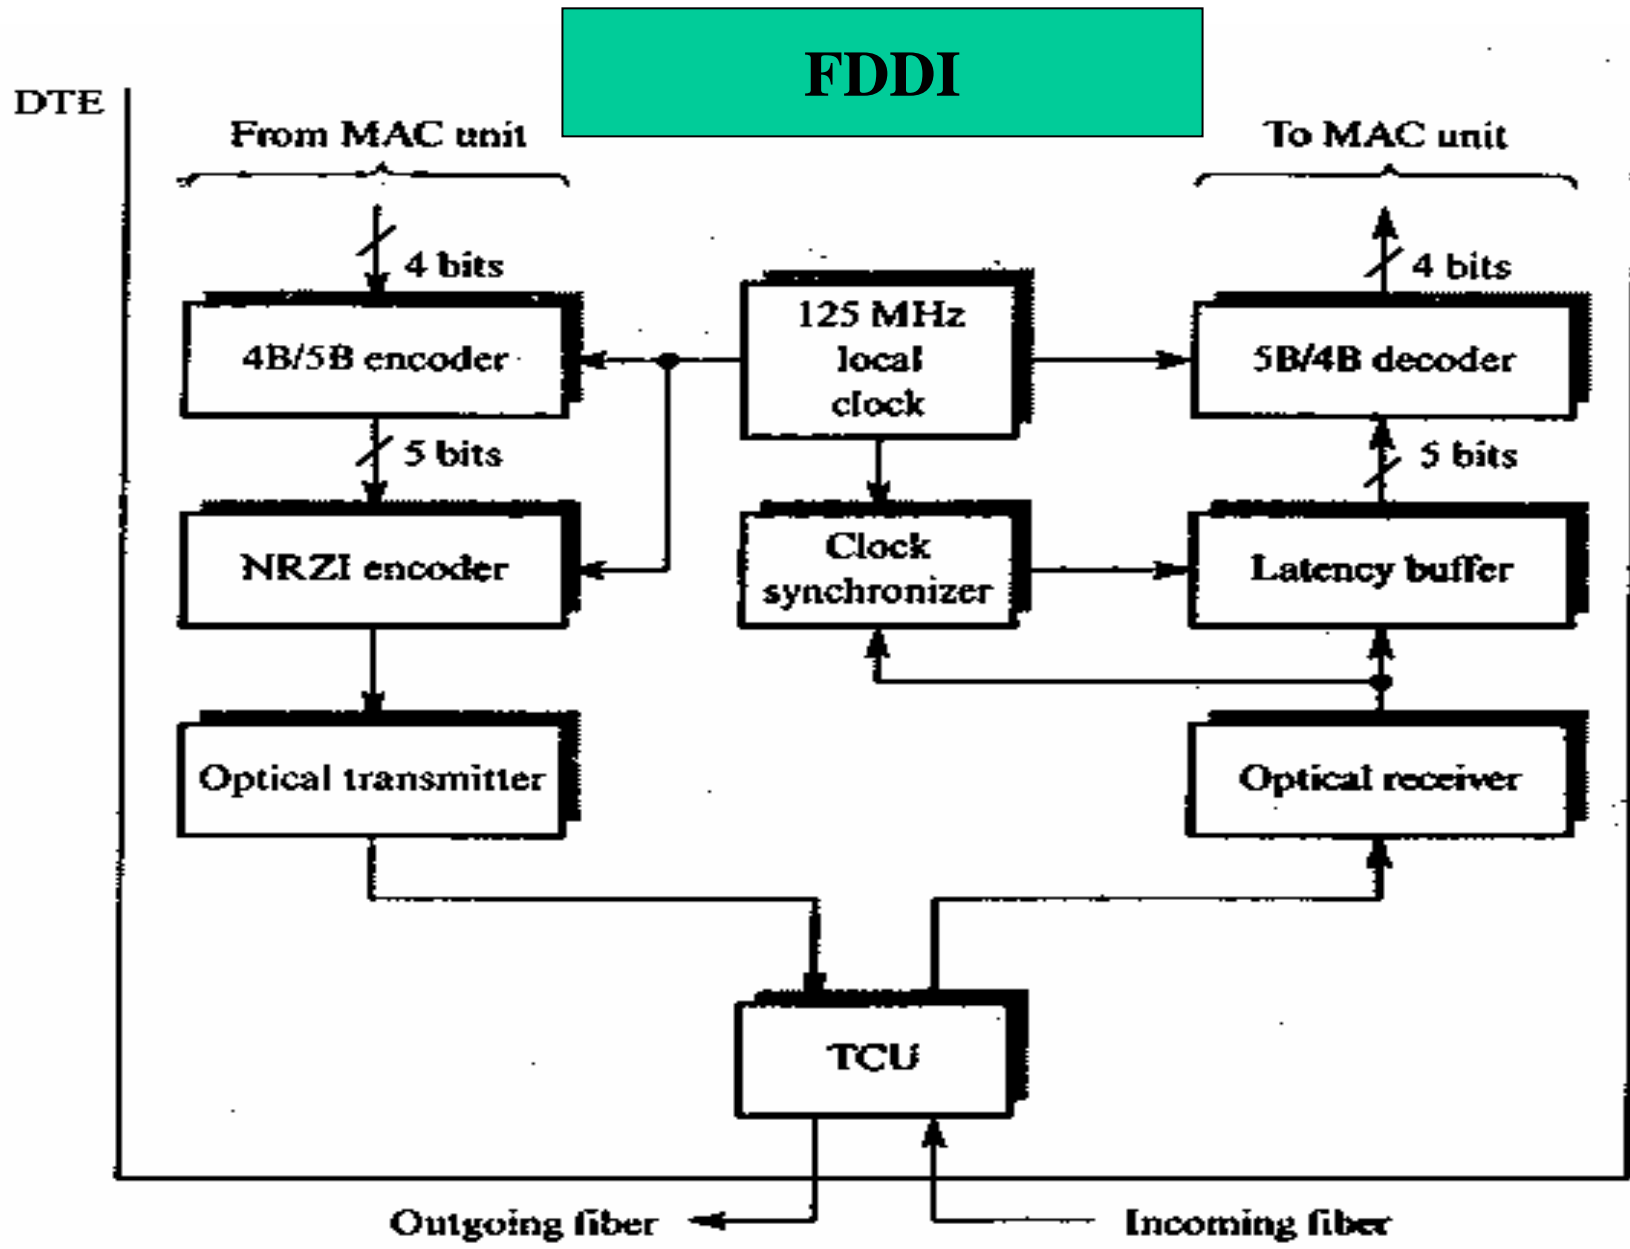 FDDI
DTE
From MAC unit
To MAC unit
4 bits
4 bits
4B/5B encoder
125 MHz
local
clock
5B/4B decoder
5 bits
5 bits
NRZI encoder
Clock
synchronizer
Latency buffer
Optical transmitter
Optical receiver
TCU
Outgoing fiber
Incoming fiber